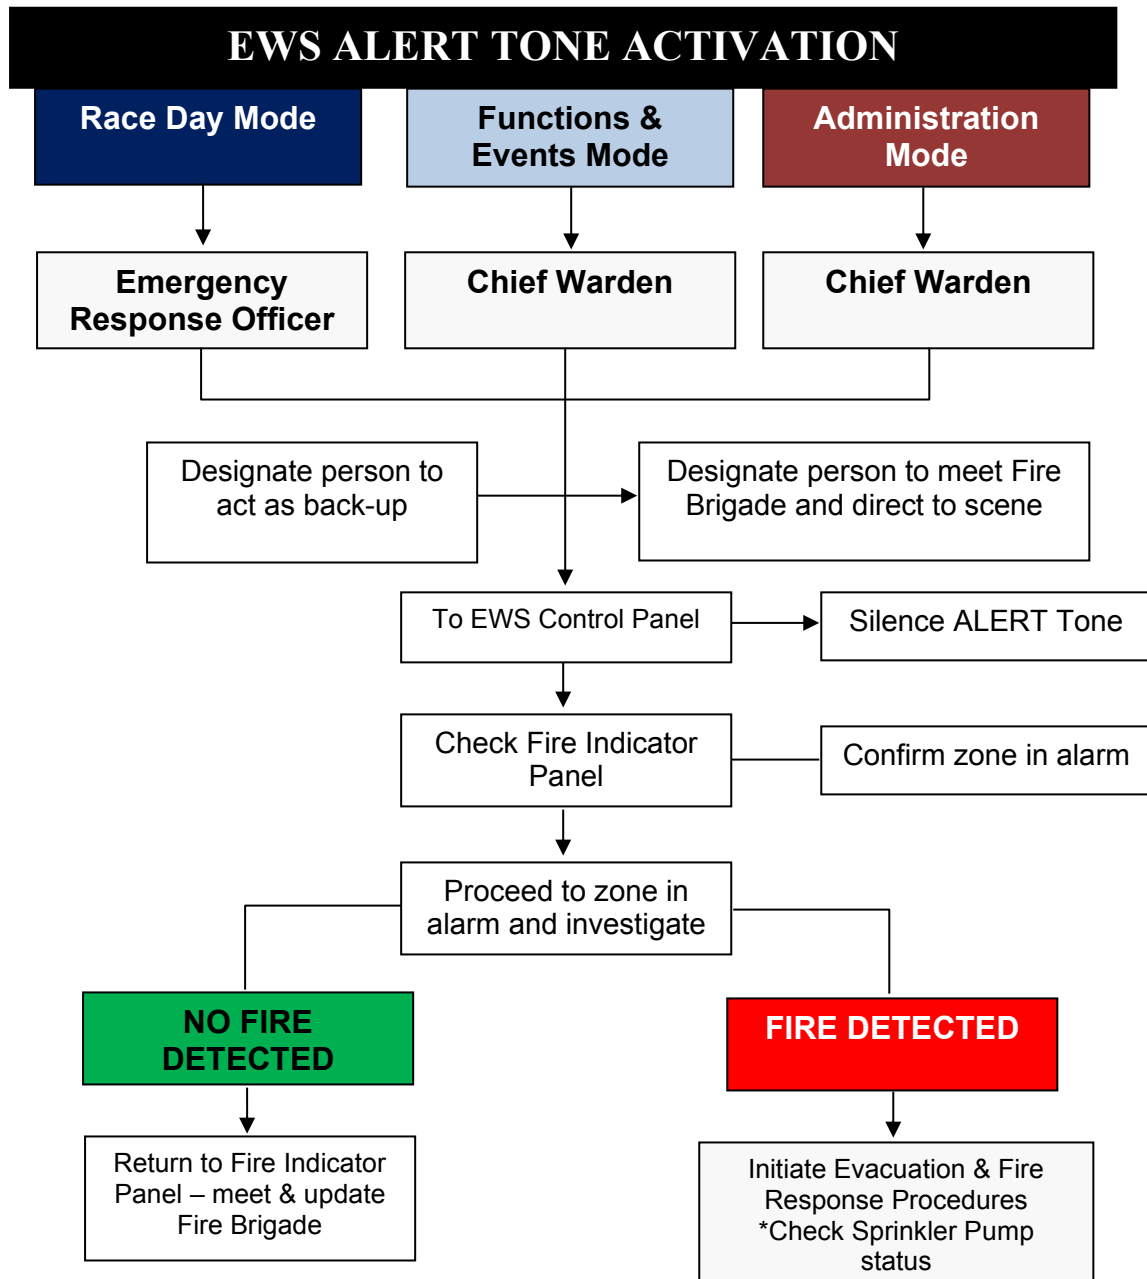 EWS ALERT TONE ACTIVATION
Race Day Mode
Functions &
Events Mode
Administration
Mode
Emergency
Response Officer
Chief Warden
Chief Warden
Designate person to
act as back-up
Designate person to meet Fire
Brigade and direct to scene
To EWS Control Panel
Silence ALERT Tone
Check Fire Indicator
Panel
Confirm zone in alarm
Proceed to zone in
alarm and investigate
NO FIRE
DETECTED
FIRE DETECTED
Return to Fire Indicator
Panel – meet & update
Fire Brigade
Initiate Evacuation & Fire
Response Procedures
*Check Sprinkler Pump
status